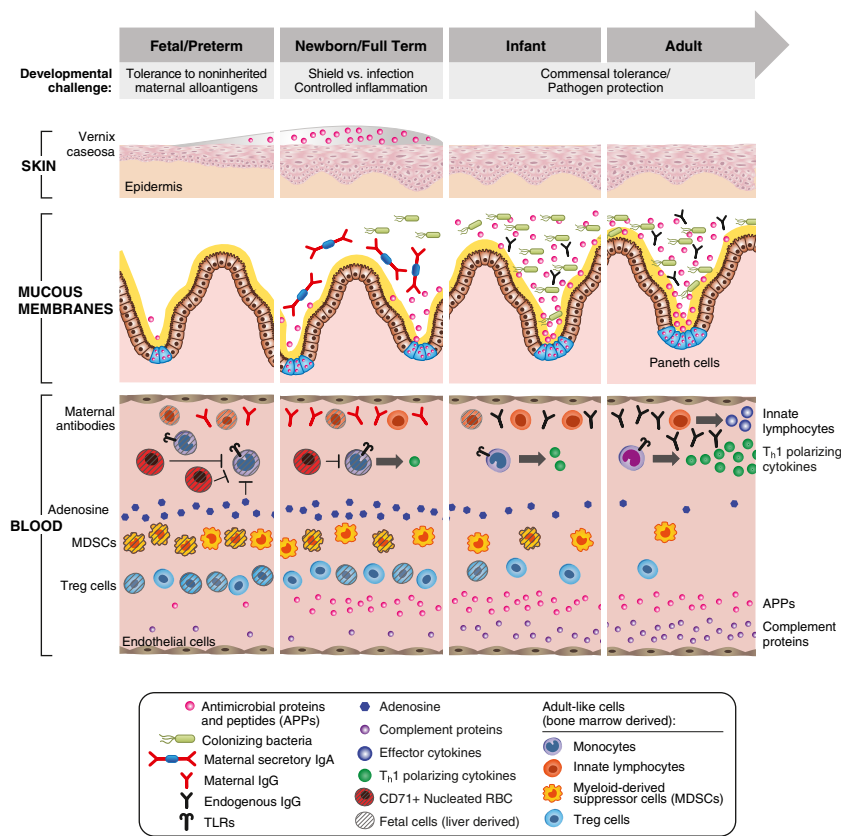 Fetal/Preterm
Newborn/Full Term
Infant
Adult
Developmental
challenge:
Tolerance to noninherited
maternal alloantigens
Shield vs. infection
Controlled inflammation
Commensal tolerance/
Pathogen protection
Vernix
caseosa
SKIN
Epidermis
MUCOUS
MEMBRANES
Paneth cells
Maternal
antibodies
Innate
lymphocytes
Th1 polarizing
cytokines
Adenosine
BLOOD
MDSCs
Treg cells
APPs
Complement
proteins
Endothelial cells
Antimicrobial proteins
and peptides (APPs)
Colonizing bacteria
Maternal secretory IgA
Maternal IgG
Endogenous IgG
TLRs
Adenosine
Complement proteins
Effector cytokines
Th1 polarizing cytokines
CD71+ Nucleated RBC
Fetal cells (liver derived)
Adult-like cells
(bone marrow derived):
Monocytes
Innate lymphocytes
Myeloid-derived
suppressor cells (MDSCs)
Treg cells